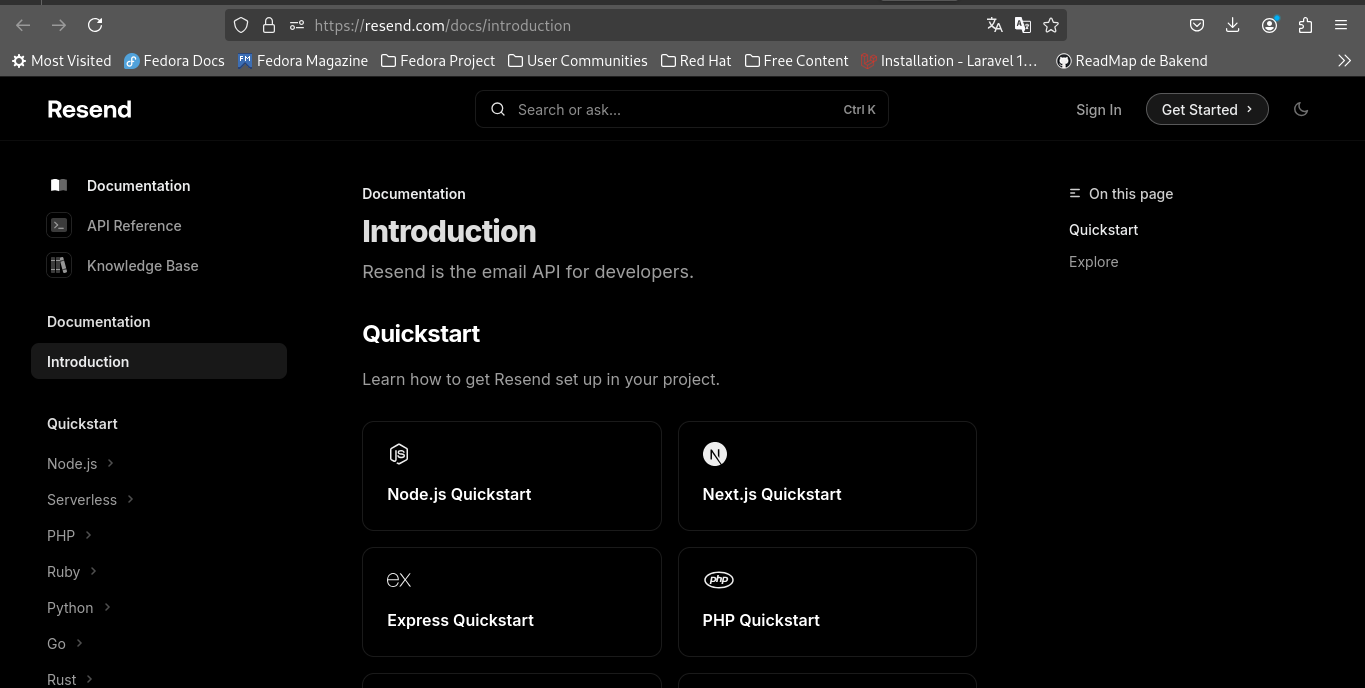 https://resend.com/docs/introduction
Most Visited
Fedora Docs
Fedora Magazine
Fedora Project
User Communities
Red Hat
Free Content
Installation - Laravel 1…
ReadMap de Bakend
Resend
Search or ask...
Ctrl K
Sign In
Get Started
Documentation
API Reference
Knowledge Base
Documentation
Introduction
Quickstart
Node.js
Serverless
PHP
Ruby
Python
Go
Rust
Documentation
Introduction
Resend is the email API for developers.
Quickstart
Learn how to get Resend set up in your project.
JS
Node.js Quickstart
N
Next.js Quickstart
ex
Express Quickstart
php
PHP Quickstart
On this page
Quickstart
Explore